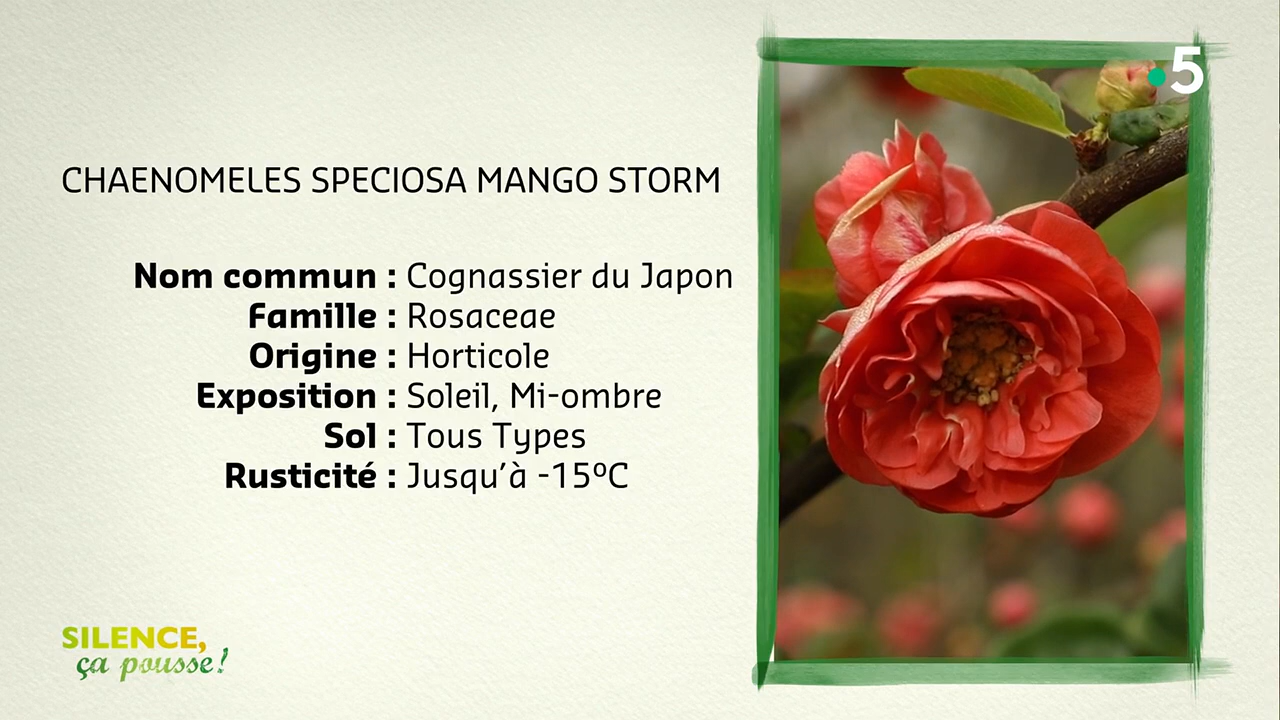 CHAENOMELES SPECIOSA MANGO STORM
Nom commun : Cognassier du Japon
Famille : Rosaceae
Origine : Horticole
Exposition : Soleil, Mi-ombre
Sol : Tous Types
Rusticité : Jusqu'à -15ºC
SILENCE,
ça pousse!
5